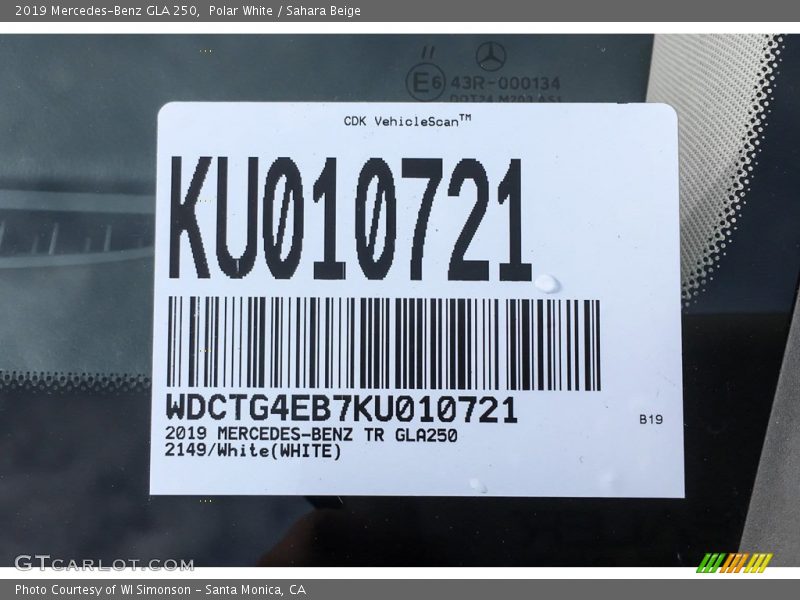 2019 Mercedes-Benz GLA 250,  Polar White / Sahara Beige
E6 43R-000134
CDK VehicleScan™
KU010721
WDCTG4EB7KU010721
B19
2019 MERCEDES-BENZ TR GLA250
2149/White(WHITE)
GTCARLOT.COM
Photo Courtesy of WI Simonson - Santa Monica, CA